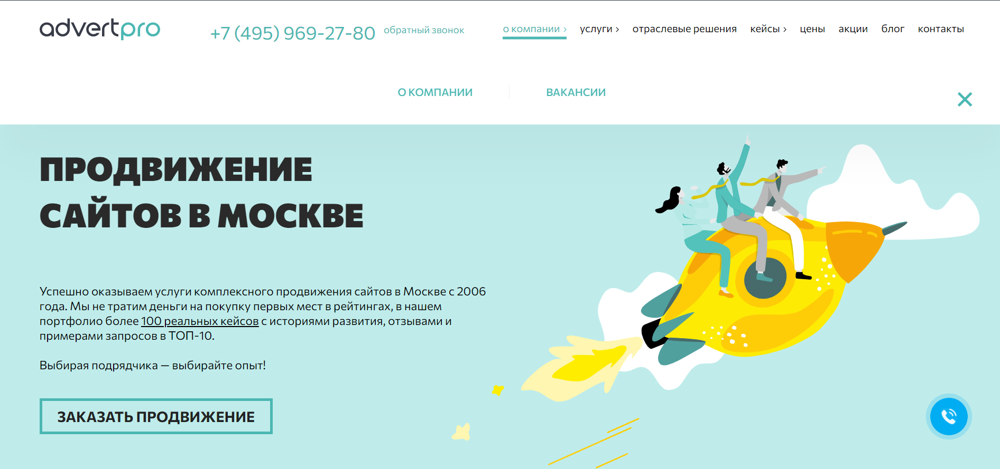 advertpro
+7 (495) 969-27-80 обратный звонок
о компании › услуги › отраслевые решения кейсы › цены акции блог контакты
О КОМПАНИИ ВАКАНСИИ
ПРОДВИЖЕНИЕ
САЙТОВ В МОСКВЕ
Успешно оказываем услуги комплексного продвижения сайтов в Москве с 2006
года. Мы не тратим деньги на покупку первых мест в рейтингах, в нашем
портфолио более 100 реальных кейсов с историями развития, отзывами и
примерами запросов в ТОП-10.
Выбирая подрядчика — выбирайте опыт!
ЗАКАЗАТЬ ПРОДВИЖЕНИЕ